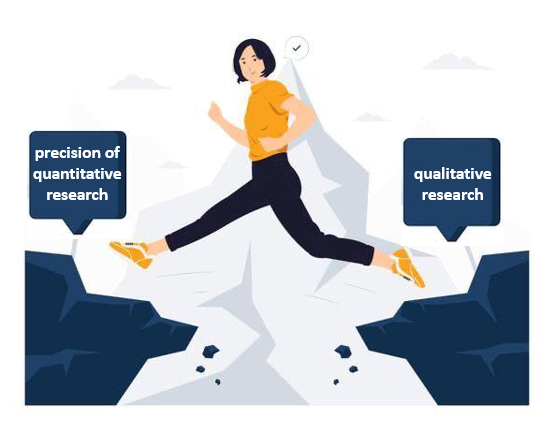 precision of
quantitative
research
qualitative
research